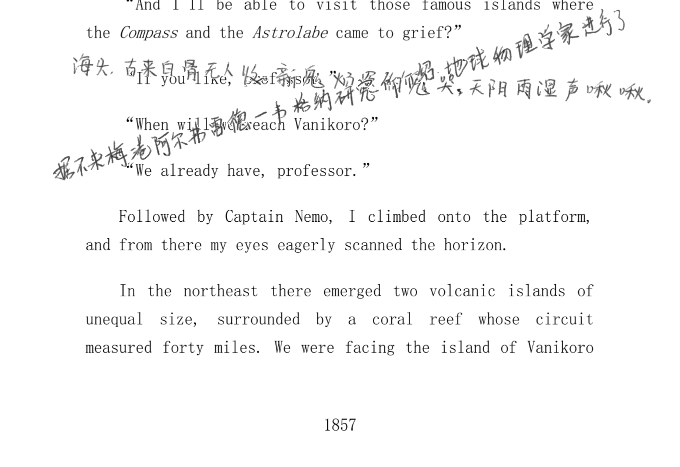 “And I'll be able to visit those famous islands where
the Compass and the Astrolabe came to grief?”
海头.古来白骨无人收.新鬼烦冤旧鬼哭,天阴雨湿声啾啾.
“If you like, professor.”
据不来梅港阿尔弗雷德一韦格纳研究所的地球物理学家进行了
“When will we reach Vanikoro?”
“We already have, professor.”
Followed by Captain Nemo, I climbed onto the platform,
and from there my eyes eagerly scanned the horizon.
In the northeast there emerged two volcanic islands of
unequal size, surrounded by a coral reef whose circuit
measured forty miles. We were facing the island of Vanikoro
1857